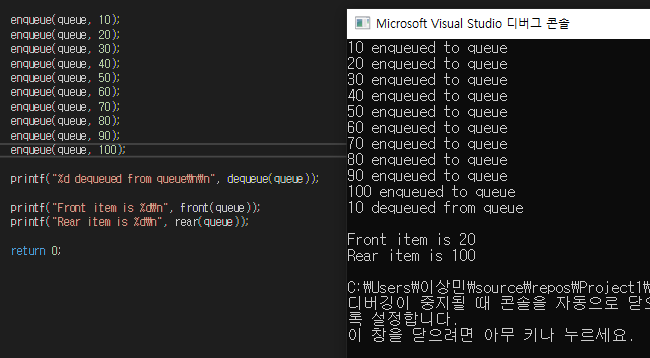 enqueue(queue, 10);
enqueue(queue, 20);
enqueue(queue, 30);
enqueue(queue, 40);
enqueue(queue, 50);
enqueue(queue, 60);
enqueue(queue, 70);
enqueue(queue, 80);
enqueue(queue, 90);
enqueue(queue, 100);
printf("%d dequeued from queue₩n₩n", dequeue(queue));
printf("Front item is %d₩n", front(queue));
printf("Rear item is %d₩n", rear(queue));
return 0;
Microsoft Visual Studio 디버그 콘솔
10 enqueued to queue
20 enqueued to queue
30 enqueued to queue
40 enqueued to queue
50 enqueued to queue
60 enqueued to queue
70 enqueued to queue
80 enqueued to queue
90 enqueued to queue
100 enqueued to queue
10 dequeued from queue
Front item is 20
Rear item is 100
C:₩Users₩이상민₩source₩repos₩Project1₩
디버깅이 중지될 때 콘솔을 자동으로 닫으
록 설정합니다.
이 창을 닫으려면 아무 키나 누르세요.